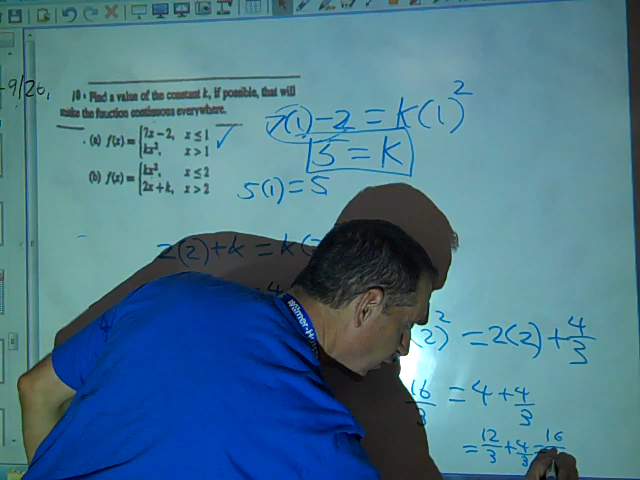 -9/20,
18. Find a value of the constant k, if possible, that will
make the function continuous everywhere.
(a) f(x) = { 7x − 2, x ≤ 1
kx², x > 1
(b) f(x) = { kx², x ≤ 2
2x + k, x > 2
7(1) − 2 = k(1)²
5 = k
5(1) = 5
2(2) + k = k(
(2)² = 2(2) + 4/3
16/3 = 4 + 4/3
= 12/3 + 4/3 = 16